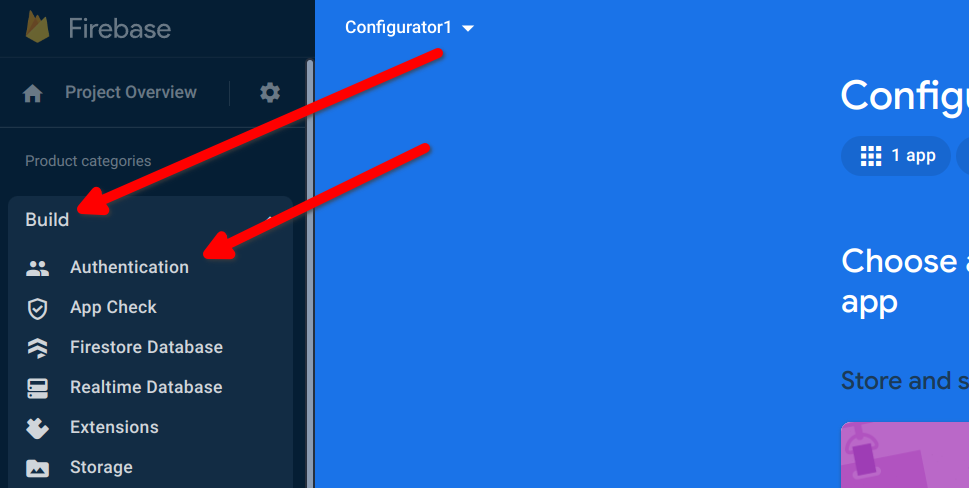 Firebase
Project Overview
Product categories
Build
Authentication
App Check
Firestore Database
Realtime Database
Extensions
Storage
Configurator1
1 app
Choose
app
Store and